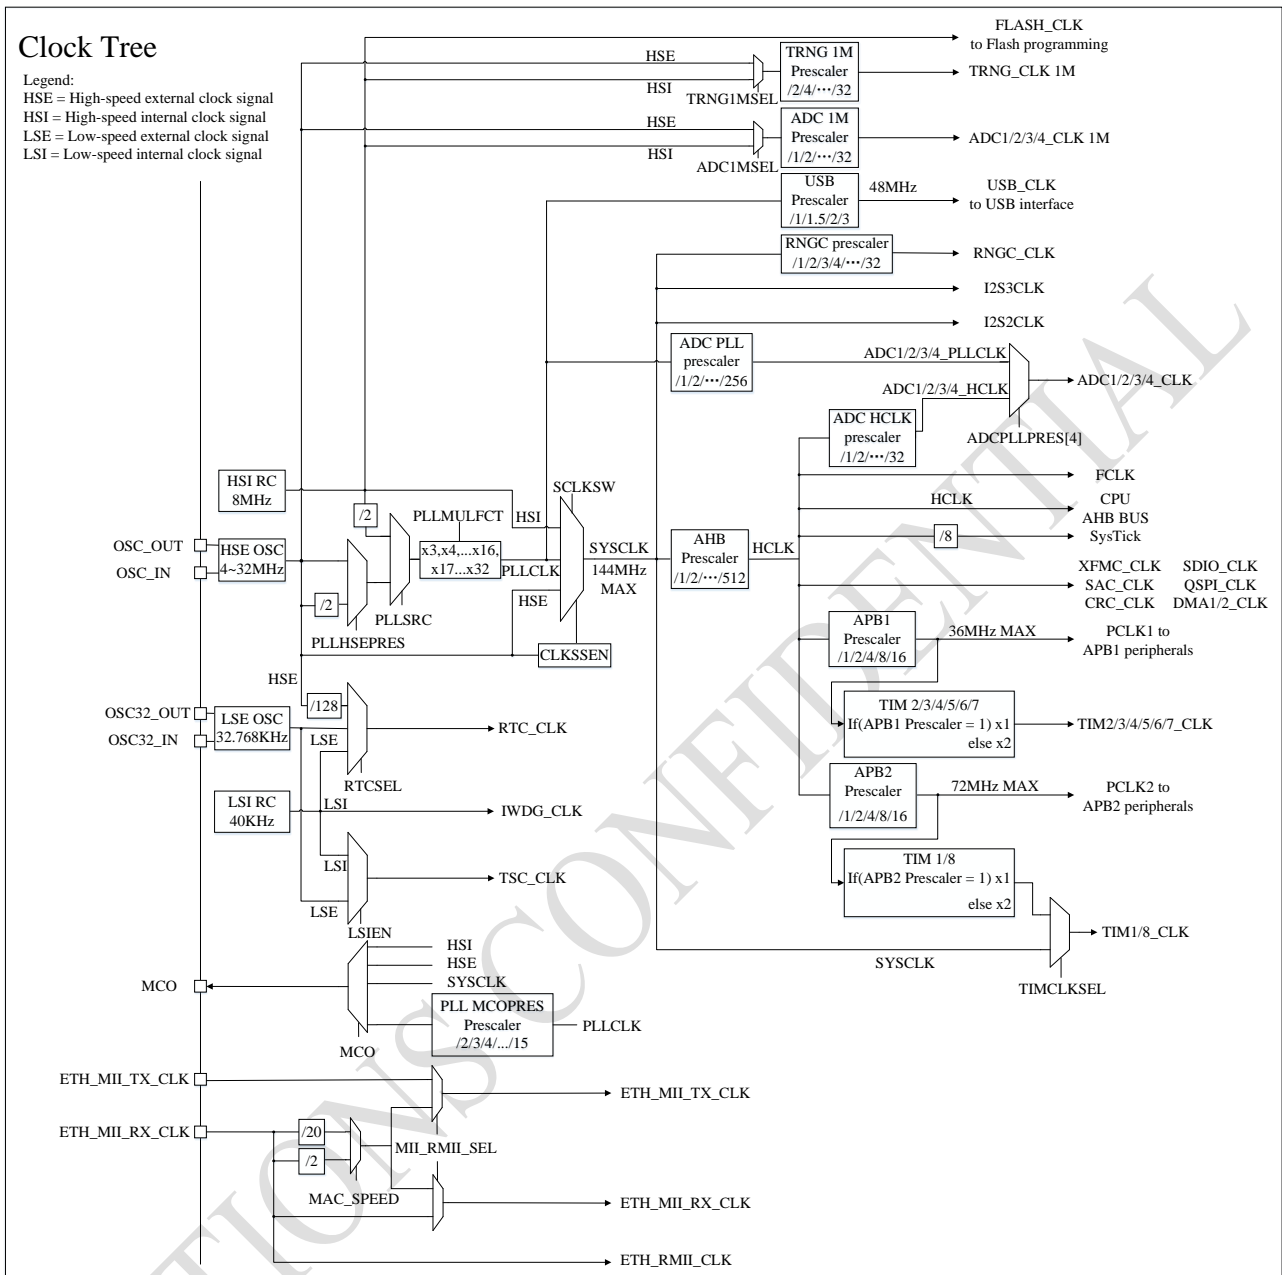 Clock Tree
Legend:
HSE = High-speed external clock signal
HSI = High-speed internal clock signal
LSE = Low-speed external clock signal
LSI = Low-speed internal clock signal
FLASH_CLK
to Flash programming
HSE
HSI
TRNG1MSEL
TRNG 1M
Prescaler
/2/4/···/32
TRNG_CLK 1M
HSE
HSI
ADC1MSEL
ADC 1M
Prescaler
/1/2/···/32
ADC1/2/3/4_CLK 1M
USB
Prescaler
/1/1.5/2/3
48MHz
USB_CLK
to USB interface
RNGC prescaler
/1/2/3/4/···/32
RNGC_CLK
I2S3CLK
I2S2CLK
ADC PLL
prescaler
/1/2/···/256
ADC1/2/3/4_PLLCLK
ADC1/2/3/4_HCLK
ADC1/2/3/4_CLK
ADCPLLPRES[4]
ADC HCLK
prescaler
/1/2/···/32
HSI RC
8MHz
/2
PLLMULFCT
HSI
SCLKSW
FCLK
HCLK
CPU
AHB BUS
/8
SysTick
OSC_OUT
OSC_IN
HSE OSC
4~32MHz
/2
PLLHSEPRES
PLLSRC
x3,x4,...x16,
x17...x32
PLLCLK
HSE
CLKSSEN
SYSCLK
144MHz
MAX
AHB
Prescaler
/1/2/···/512
HCLK
XFMC_CLK SDIO_CLK
SAC_CLK QSPI_CLK
CRC_CLK DMA1/2_CLK
APB1
Prescaler
/1/2/4/8/16
36MHz MAX
PCLK1 to
APB1 peripherals
TIM 2/3/4/5/6/7
If(APB1 Prescaler = 1) x1
else x2
TIM2/3/4/5/6/7_CLK
HSE
/128
OSC32_OUT
OSC32_IN
LSE OSC
32.768KHz
LSE
RTC_CLK
RTCSEL
APB2
Prescaler
/1/2/4/8/16
72MHz MAX
PCLK2 to
APB2 peripherals
LSI RC
40KHz
LSI
IWDG_CLK
LSI
LSE
TSC_CLK
LSIEN
TIM 1/8
If(APB2 Prescaler = 1) x1
else x2
TIM1/8_CLK
SYSCLK
TIMCLKSEL
HSI
HSE
SYSCLK
MCO
PLL MCOPRES
Prescaler
/2/3/4/.../15
PLLCLK
MCO
ETH_MII_TX_CLK
ETH_MII_TX_CLK
ETH_MII_RX_CLK
/20
/2
MII_RMII_SEL
MAC_SPEED
ETH_MII_RX_CLK
ETH_RMII_CLK
TIONS CONFIDENTIAL